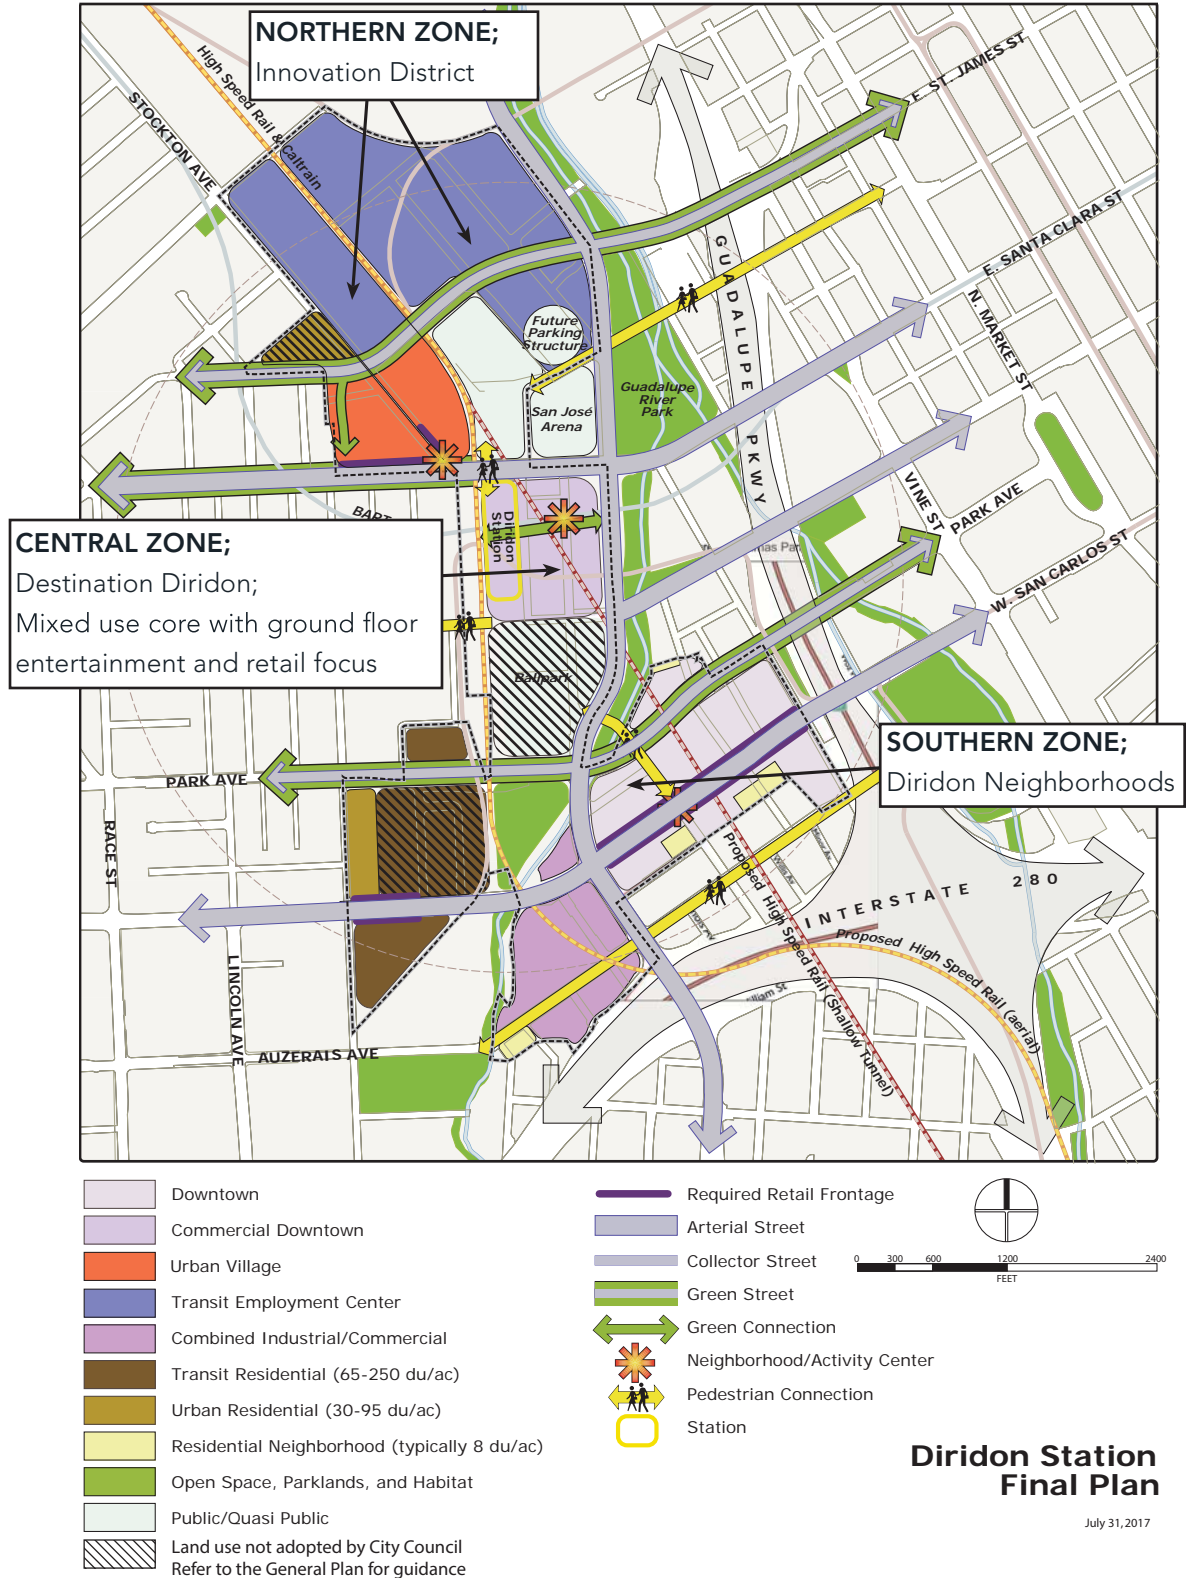 NORTHERN ZONE;
Innovation District
High Speed Rail & Caltrain
STOCKTON AVE
E. ST. JAMES ST
E. SANTA CLARA ST
N. MARKET ST
GUADALUPE PKWY
Future
Parking
Structure
San José
Arena
Guadalupe
River
Park
VINE ST
PARK AVE
W. SAN CARLOS ST
Diridon
Station
CENTRAL ZONE;
Destination Diridon;
Mixed use core with ground floor
entertainment and retail focus
Ballpark
SOUTHERN ZONE;
Diridon Neighborhoods
PARK AVE
RACE ST
LINCOLN AVE
AUZERAIS AVE
INTERSTATE 280
Proposed High Speed Rail (Shallow Tunnel)
Proposed High Speed Rail (aerial)
Downtown
Commercial Downtown
Urban Village
Transit Employment Center
Combined Industrial/Commercial
Transit Residential (65-250 du/ac)
Urban Residential (30-95 du/ac)
Residential Neighborhood (typically 8 du/ac)
Open Space, Parklands, and Habitat
Public/Quasi Public
Land use not adopted by City Council
Refer to the General Plan for guidance
Required Retail Frontage
Arterial Street
Collector Street
Green Street
Green Connection
Neighborhood/Activity Center
Pedestrian Connection
Station
0 300 600 1200 2400
FEET
Diridon Station
Final Plan
July 31, 2017